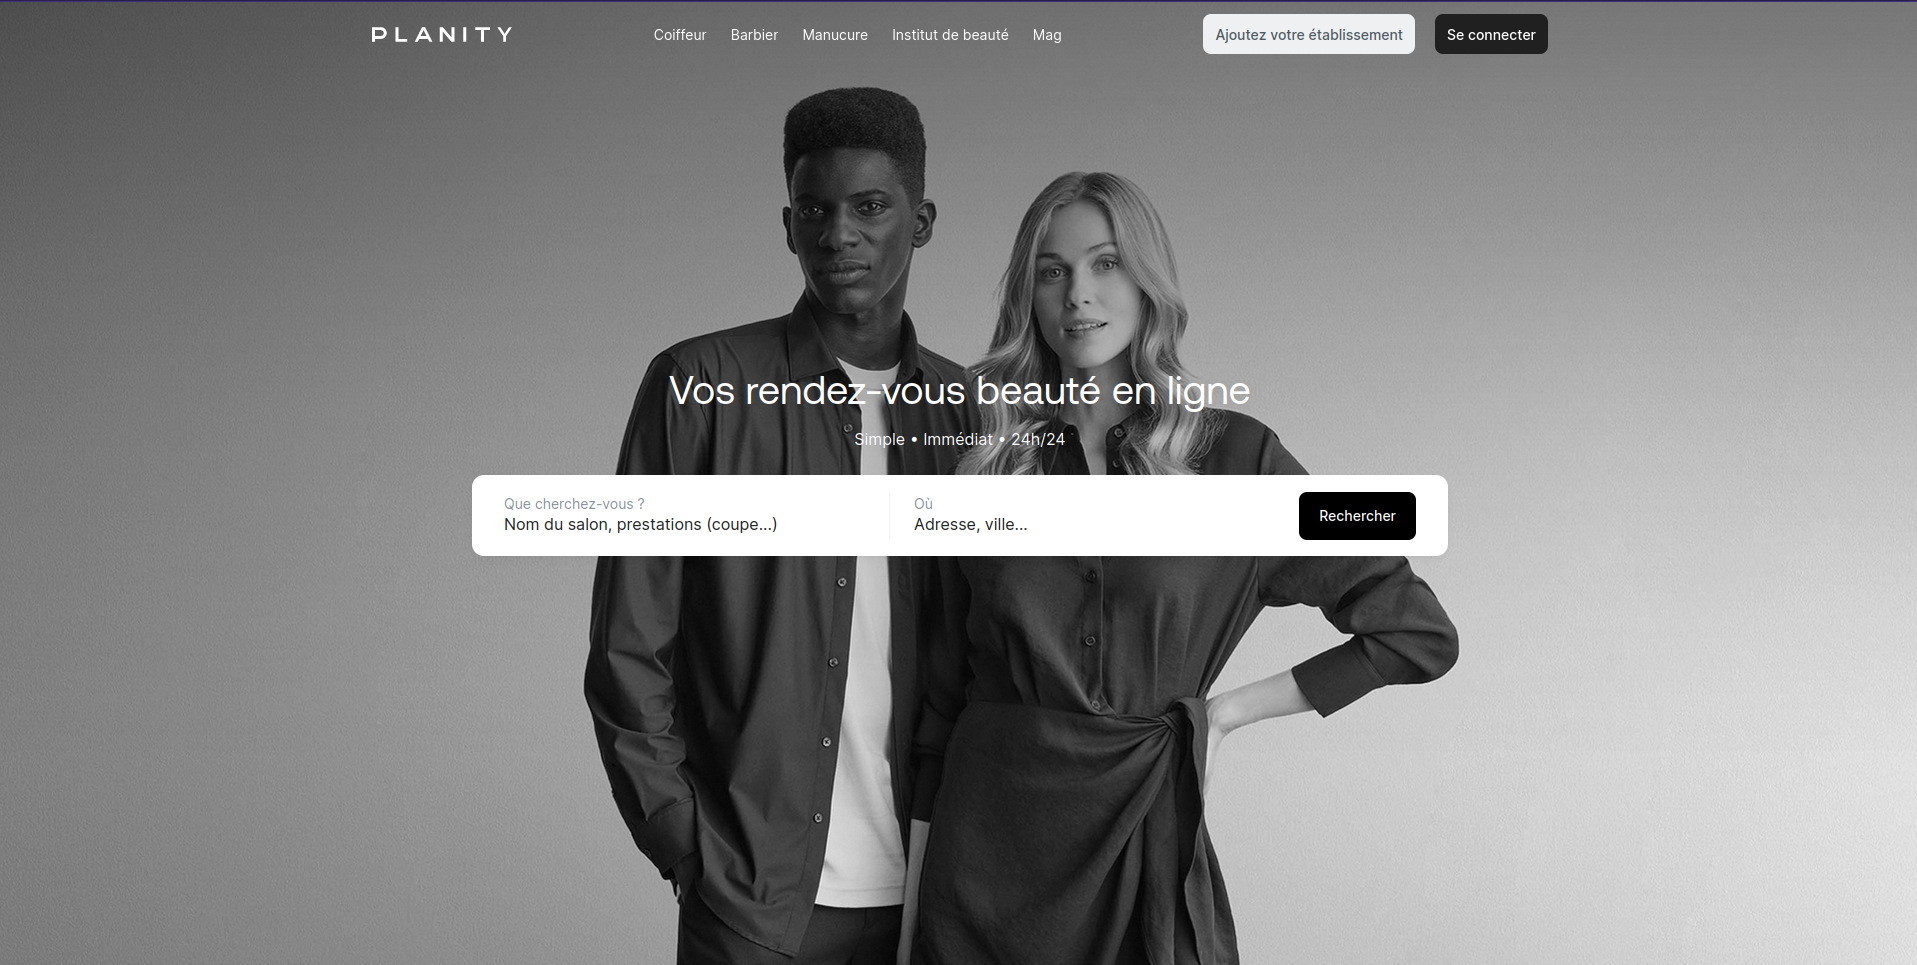 PLANITY
Coiffeur
Barbier
Manucure
Institut de beauté
Mag
Ajoutez votre établissement
Se connecter
Vos rendez-vous beauté en ligne
Simple • Immédiat • 24h/24
Que cherchez-vous ?
Nom du salon, prestations (coupe...)
Où
Adresse, ville...
Rechercher